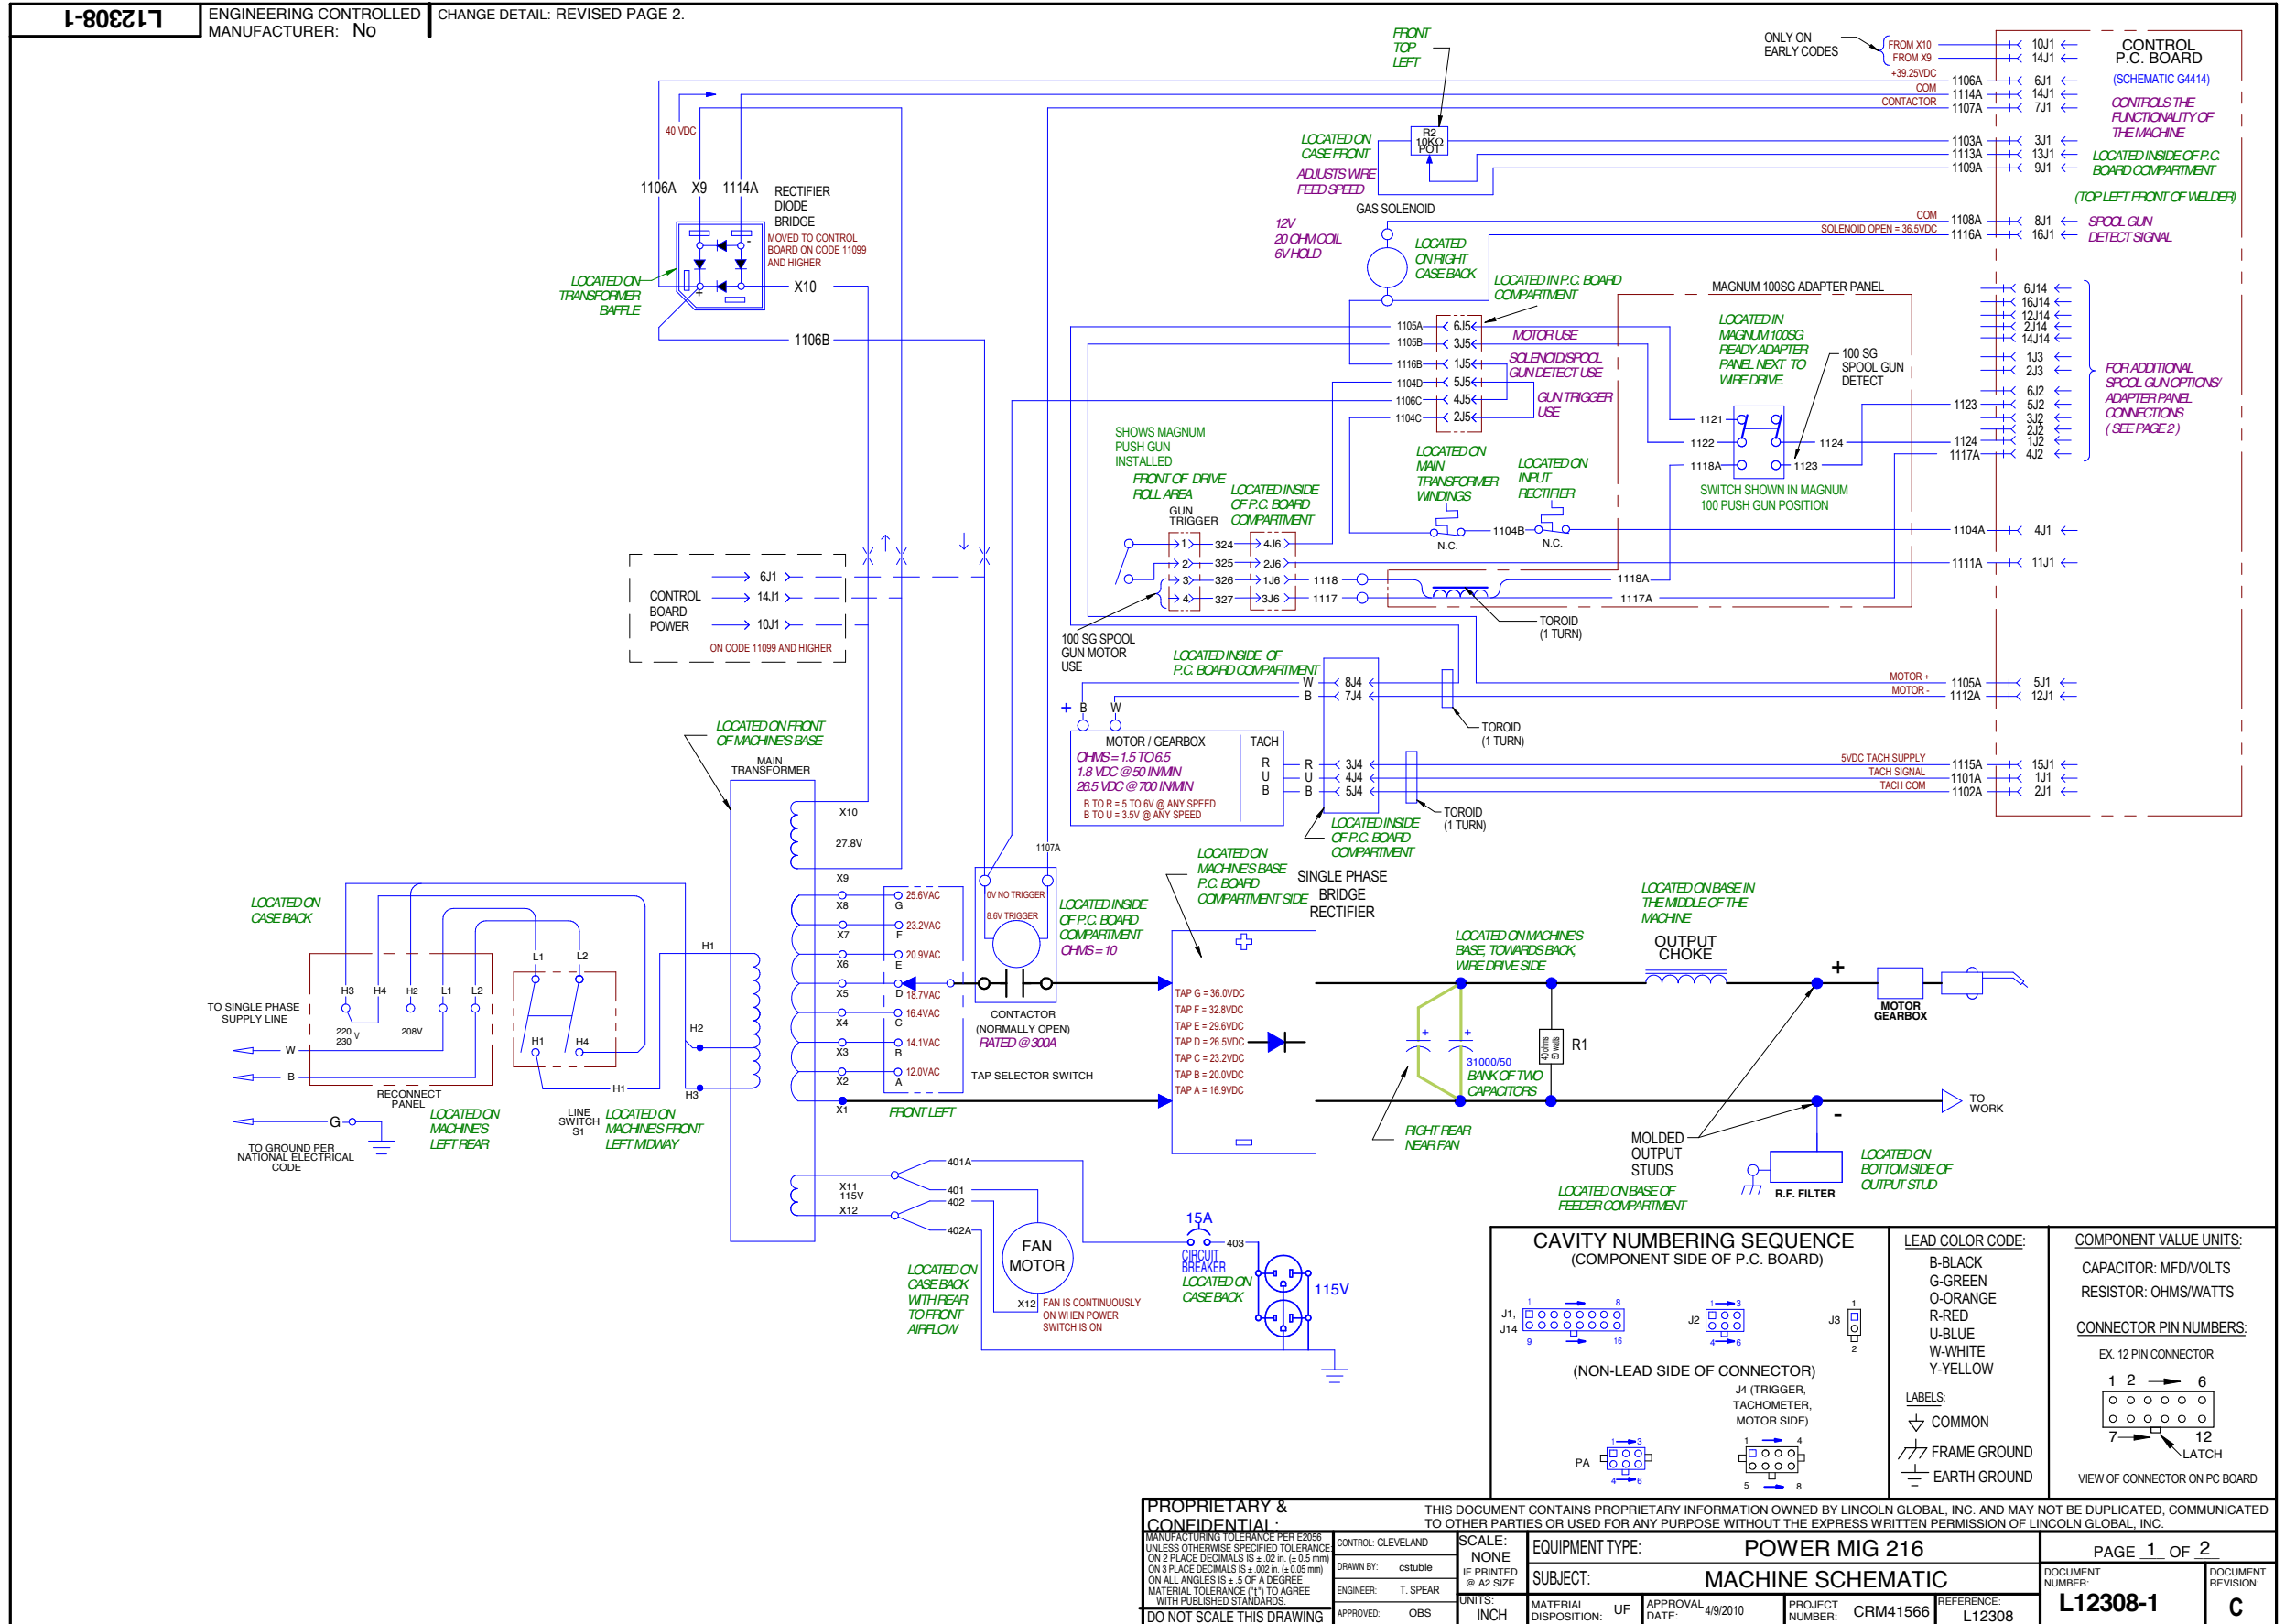 L12308-1
ENGINEERING CONTROLLED
MANUFACTURER: No
CHANGE DETAIL: REVISED PAGE 2.
FRONT
TOP
LEFT
ONLY ON
EARLY CODES
FROM X10
FROM X9
10J1
14J1
CONTROL
P.C. BOARD
(SCHEMATIC G4414)
CONTROLS THE
FUNCTIONALITY OF
THE MACHINE
LOCATED INSIDE OF P.C.
BOARD COMPARTMENT
(TOP LEFT FRONT OF WELDER)
+39.25VDC
1106A
6J1
COM
1114A
14J1
CONTACTOR
1107A
7J1
1103A
3J1
1113A
13J1
1109A
9J1
COM
1108A
8J1
SOLENOID OPEN = 36.5VDC
1116A
16J1
SPOOL GUN
DETECT SIGNAL
40 VDC
1106A
X9
1114A
RECTIFIER
DIODE
BRIDGE
MOVED TO CONTROL
BOARD ON CODE 11099
AND HIGHER
-
+
LOCATED ON
TRANSFORMER
BAFFLE
X10
1106B
LOCATED ON
CASE FRONT
ADJUSTS WIRE
FEED SPEED
R2
10KΩ
POT
GAS SOLENOID
12V
20 OHM COIL
6V HOLD
LOCATED
ON RIGHT
CASE BACK
LOCATED IN P.C. BOARD
COMPARTMENT
1105A
6J5
1105B
3J5
1116B
1J5
1104D
5J5
1106C
4J5
1104C
2J5
MOTOR USE
SOLENOID/SPOOL
GUN DETECT USE
GUN TRIGGER
USE
MAGNUM 100SG ADAPTER PANEL
LOCATED IN
MAGNUM 100SG
READY ADAPTER
PANEL NEXT TO
WIRE DRIVE
100 SG
SPOOL GUN
DETECT
1121
1122
1118A
1124
1123
SWITCH SHOWN IN MAGNUM
100 PUSH GUN POSITION
6J14
16J14
12J14
2J14
14J14
1J3
2J3
6J2
1123
5J2
3J2
2J2
1124
1J2
1117A
4J2
FOR ADDITIONAL
SPOOL GUN OPTIONS/
ADAPTER PANEL
CONNECTIONS
( SEE PAGE 2 )
1104A
4J1
1111A
11J1
SHOWS MAGNUM
PUSH GUN
INSTALLED
FRONT OF DRIVE
ROLL AREA
GUN
TRIGGER
LOCATED INSIDE
OF P.C. BOARD
COMPARTMENT
LOCATED ON
MAIN
TRANSFORMER
WINDINGS
LOCATED ON
INPUT
RECTIFIER
N.C.
1104B
N.C.
1
324
4J6
2
325
2J6
3
326
1J6
1118
4
327
3J6
1117
1118A
1117A
TOROID
(1 TURN)
100 SG SPOOL
GUN MOTOR
USE
CONTROL
BOARD
POWER
6J1
14J1
10J1
ON CODE 11099 AND HIGHER
LOCATED INSIDE OF
P.C. BOARD COMPARTMENT
W
8J4
B
7J4
+
B
W
MOTOR +
1105A
5J1
MOTOR -
1112A
12J1
TOROID
(1 TURN)
MOTOR / GEARBOX
OHMS = 1.5 TO 6.5
1.8 VDC @ 50 IN/MIN
26.5 VDC @ 700 IN/MIN
B TO R = 5 TO 6V @ ANY SPEED
B TO U = 3.5V @ ANY SPEED
TACH
R
U
B
R
3J4
U
4J4
B
5J4
TOROID
(1 TURN)
LOCATED INSIDE
OF P.C. BOARD
COMPARTMENT
5VDC TACH SUPPLY
1115A
15J1
TACH SIGNAL
1101A
1J1
TACH COM
1102A
2J1
LOCATED ON FRONT
OF MACHINE'S BASE
MAIN
TRANSFORMER
X10
27.8V
X9
X8
X7
X6
X5
X4
X3
X2
X1
25.6VAC
G
23.2VAC
F
20.9VAC
E
D 18.7VAC
16.4VAC
C
14.1VAC
B
12.0VAC
A
TAP SELECTOR SWITCH
FRONT LEFT
1107A
0V NO TRIGGER
8.6V TRIGGER
LOCATED INSIDE
OF P.C. BOARD
COMPARTMENT
OHMS = 10
CONTACTOR
(NORMALLY OPEN)
RATED @ 300A
LOCATED ON
MACHINE'S BASE
P.C. BOARD
COMPARTMENT SIDE
SINGLE PHASE
BRIDGE
RECTIFIER
TAP G = 36.0VDC
TAP F = 32.8VDC
TAP E = 29.6VDC
TAP D = 26.5VDC
TAP C = 23.2VDC
TAP B = 20.0VDC
TAP A = 16.9VDC
LOCATED ON MACHINE'S
BASE, TOWARDS BACK,
WIRE DRIVE SIDE
+
+
31000/50
BANK OF TWO
CAPACITORS
RIGHT REAR
NEAR FAN
40 ohms
50 watts
R1
LOCATED ON BASE IN
THE MIDDLE OF THE
MACHINE
OUTPUT
CHOKE
+
MOTOR
GEARBOX
TO
WORK
-
MOLDED
OUTPUT
STUDS
LOCATED ON BASE OF
FEEDER COMPARTMENT
R.F. FILTER
LOCATED ON
BOTTOM SIDE OF
OUTPUT STUD
LOCATED ON
CASE BACK
TO SINGLE PHASE
SUPPLY LINE
W
B
H3
H4
H2
L1
L2
220
230 V
208V
RECONNECT
PANEL
LOCATED ON
MACHINE'S
LEFT REAR
L1
L2
H1
H4
H1
LINE
SWITCH
S1
LOCATED ON
MACHINE'S FRONT
LEFT MIDWAY
H1
H2
H3
G
TO GROUND PER
NATIONAL ELECTRICAL
CODE
X11
115V
X12
401A
401
402
402A
FAN
MOTOR
X12
FAN IS CONTINUOUSLY
ON WHEN POWER
SWITCH IS ON
LOCATED ON
CASE BACK
WITH REAR
TO FRONT
AIRFLOW
15A
403
CIRCUIT
BREAKER
LOCATED ON
CASE BACK
115V
CAVITY NUMBERING SEQUENCE
(COMPONENT SIDE OF P.C. BOARD)
J1,
J14
1
8
9
16
J2
1
3
4
6
J3
1
2
(NON-LEAD SIDE OF CONNECTOR)
J4 (TRIGGER,
TACHOMETER,
MOTOR SIDE)
PA
1
3
4
6
1
4
5
8
LEAD COLOR CODE:
B-BLACK
G-GREEN
O-ORANGE
R-RED
U-BLUE
W-WHITE
Y-YELLOW
LABELS:
COMMON
FRAME GROUND
EARTH GROUND
COMPONENT VALUE UNITS:
CAPACITOR: MFD/VOLTS
RESISTOR: OHMS/WATTS
CONNECTOR PIN NUMBERS:
EX. 12 PIN CONNECTOR
1 2 6
7 12
LATCH
VIEW OF CONNECTOR ON PC BOARD
PROPRIETARY &
CONFIDENTIAL:
THIS DOCUMENT CONTAINS PROPRIETARY INFORMATION OWNED BY LINCOLN GLOBAL, INC. AND MAY NOT BE DUPLICATED, COMMUNICATED
TO OTHER PARTIES OR USED FOR ANY PURPOSE WITHOUT THE EXPRESS WRITTEN PERMISSION OF LINCOLN GLOBAL, INC.
MANUFACTURING TOLERANCE PER E2056
UNLESS OTHERWISE SPECIFIED TOLERANCE:
ON 2 PLACE DECIMALS IS ± .02 in. (± 0.5 mm)
ON 3 PLACE DECIMALS IS ± .002 in. (± 0.05 mm)
ON ALL ANGLES IS ± .5 OF A DEGREE
MATERIAL TOLERANCE ("t") TO AGREE
WITH PUBLISHED STANDARDS.
DO NOT SCALE THIS DRAWING
CONTROL: CLEVELAND
DRAWN BY: cstuble
ENGINEER: T. SPEAR
APPROVED: OBS
SCALE:
NONE
IF PRINTED
@ A2 SIZE
UNITS:
INCH
EQUIPMENT TYPE: POWER MIG 216
SUBJECT: MACHINE SCHEMATIC
MATERIAL
DISPOSITION: UF
APPROVAL
DATE: 4/9/2010
PROJECT
NUMBER: CRM41566
REFERENCE:
L12308
PAGE 1 OF 2
DOCUMENT
NUMBER:
L12308-1
DOCUMENT
REVISION:
C